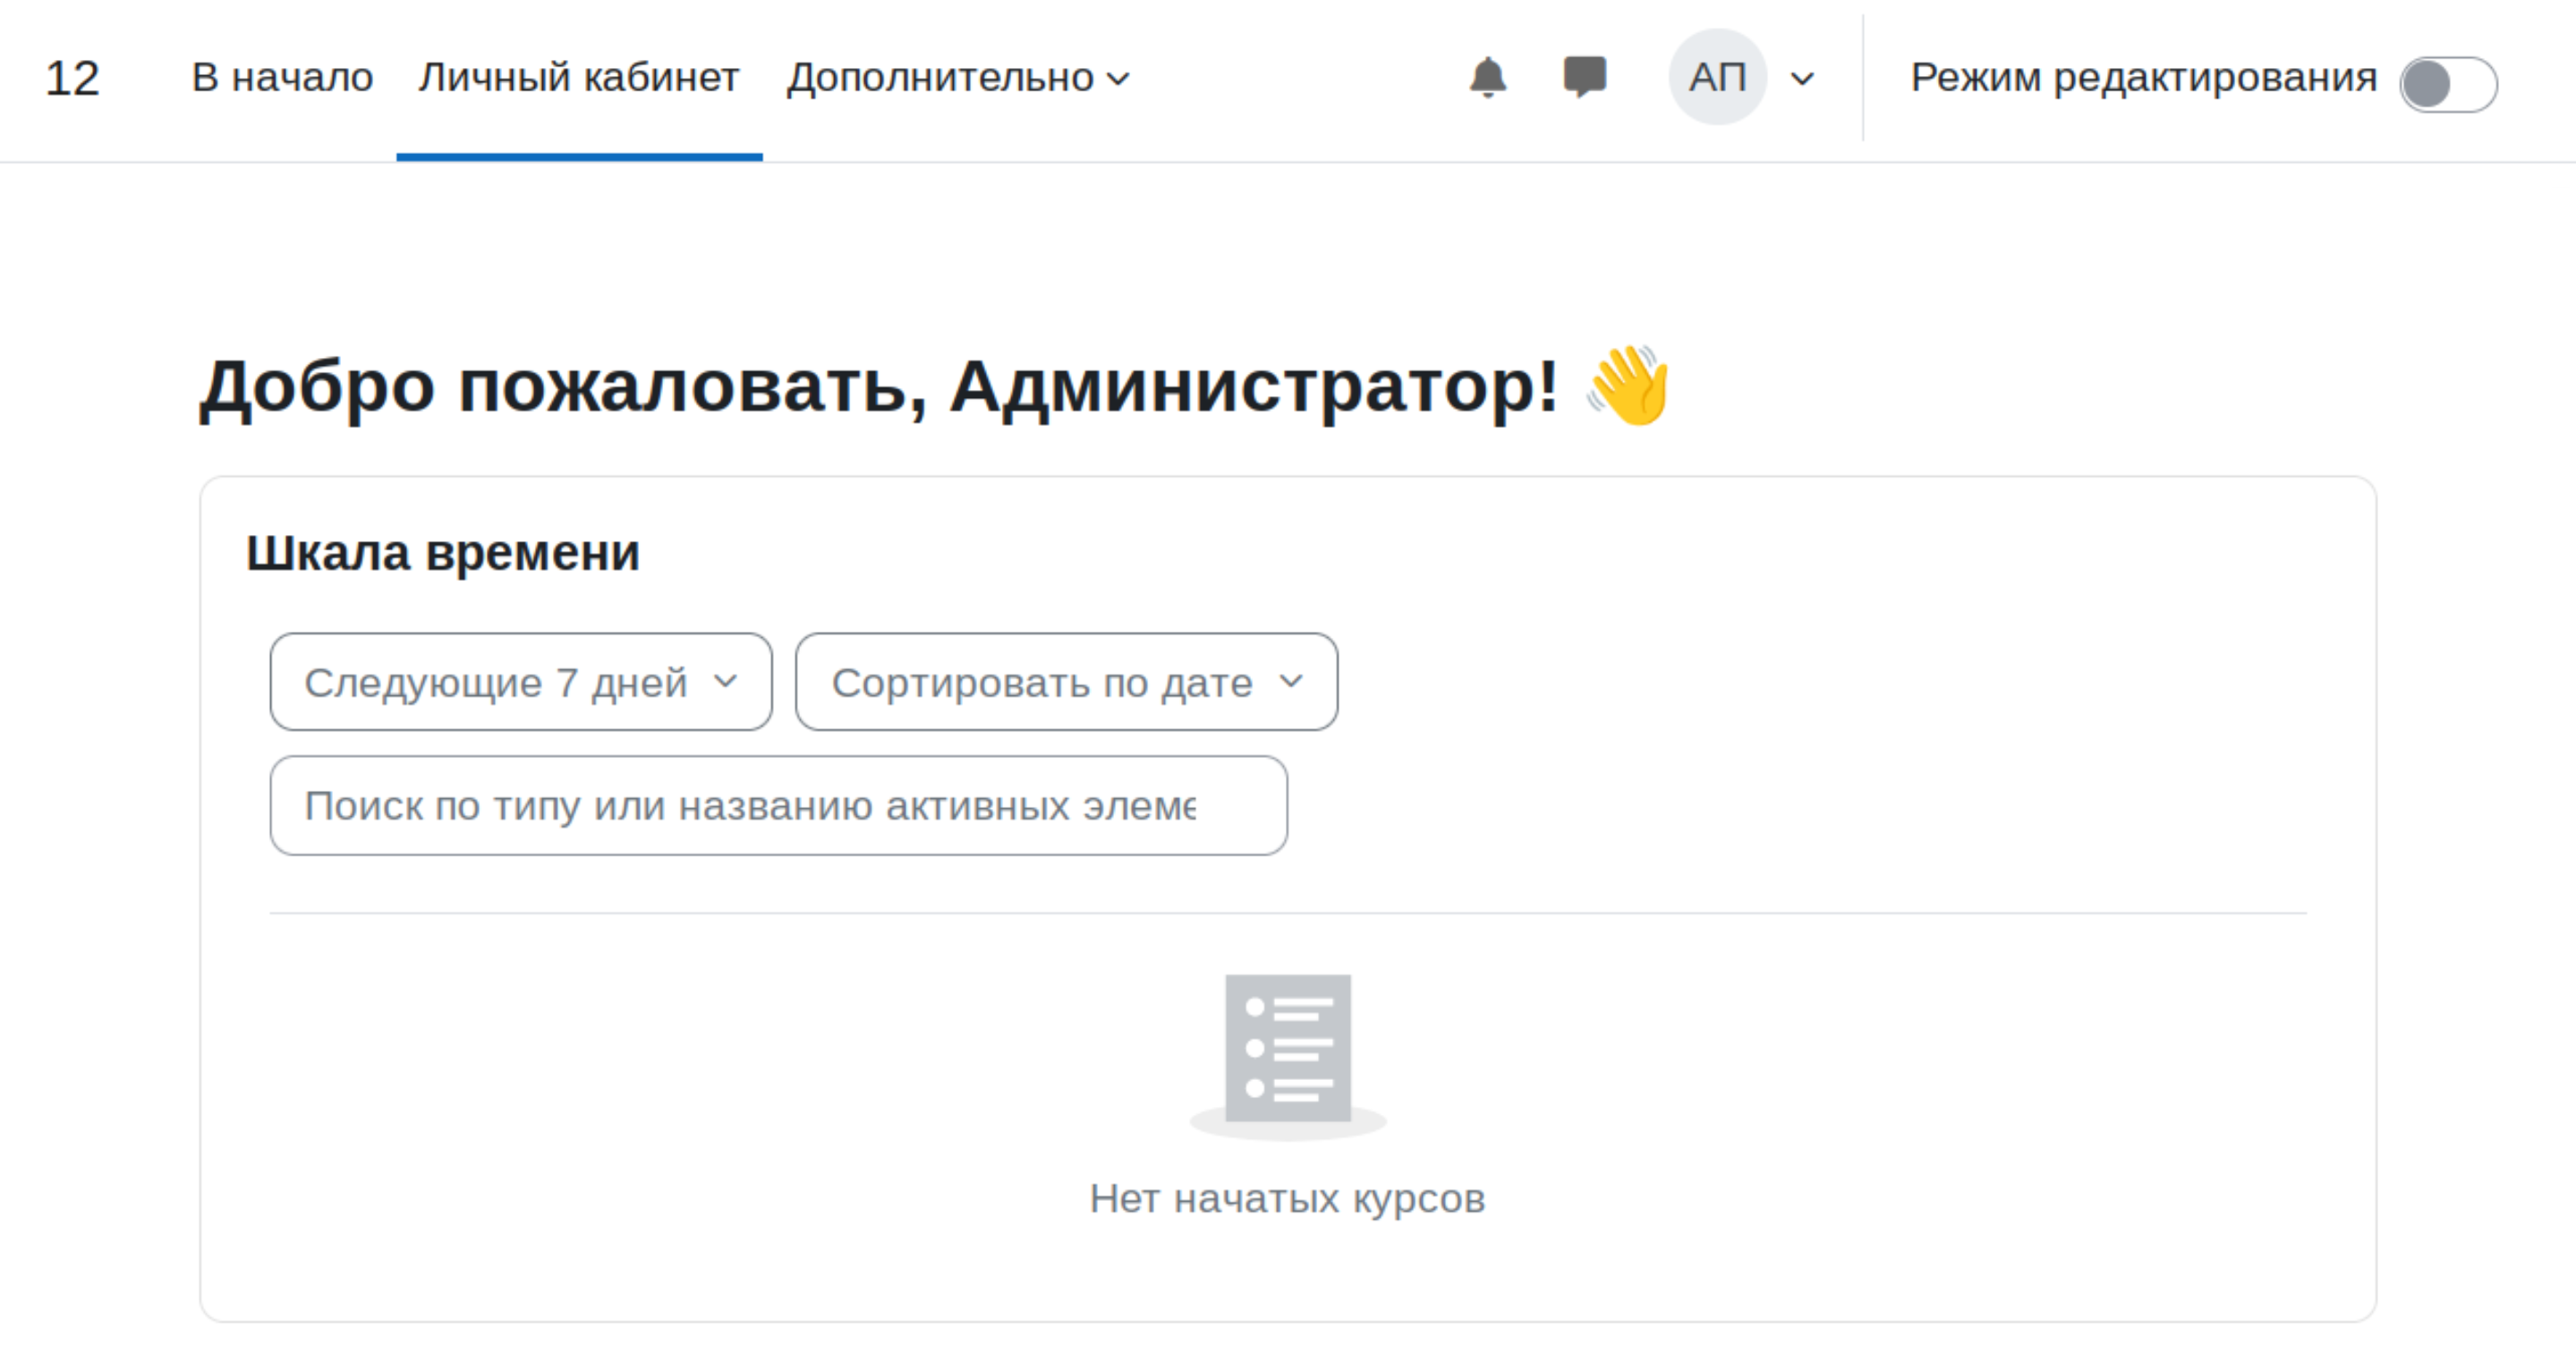 12 В начало Личный кабинет Дополнительно АП Режим редактирования
Добро пожаловать, Администратор! 👋
Шкала времени
Следующие 7 дней Сортировать по дате
Поиск по типу или названию активных
Нет начатых курсов